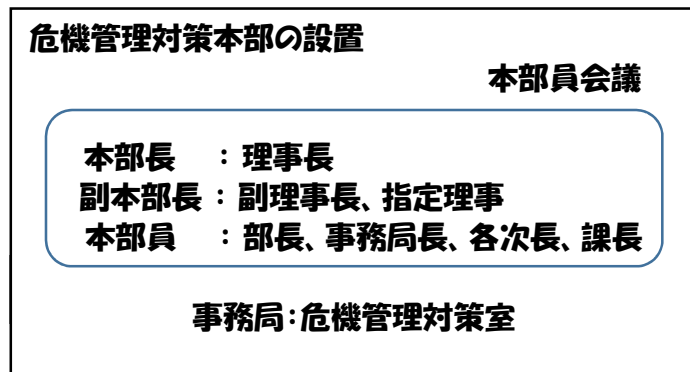 危機管理対策本部の設置
本部員会議
本部長 : 理事長
副本部長 : 副理事長、指定理事
本部員 : 部長、事務局長、各次長、課長
事務局:危機管理対策室